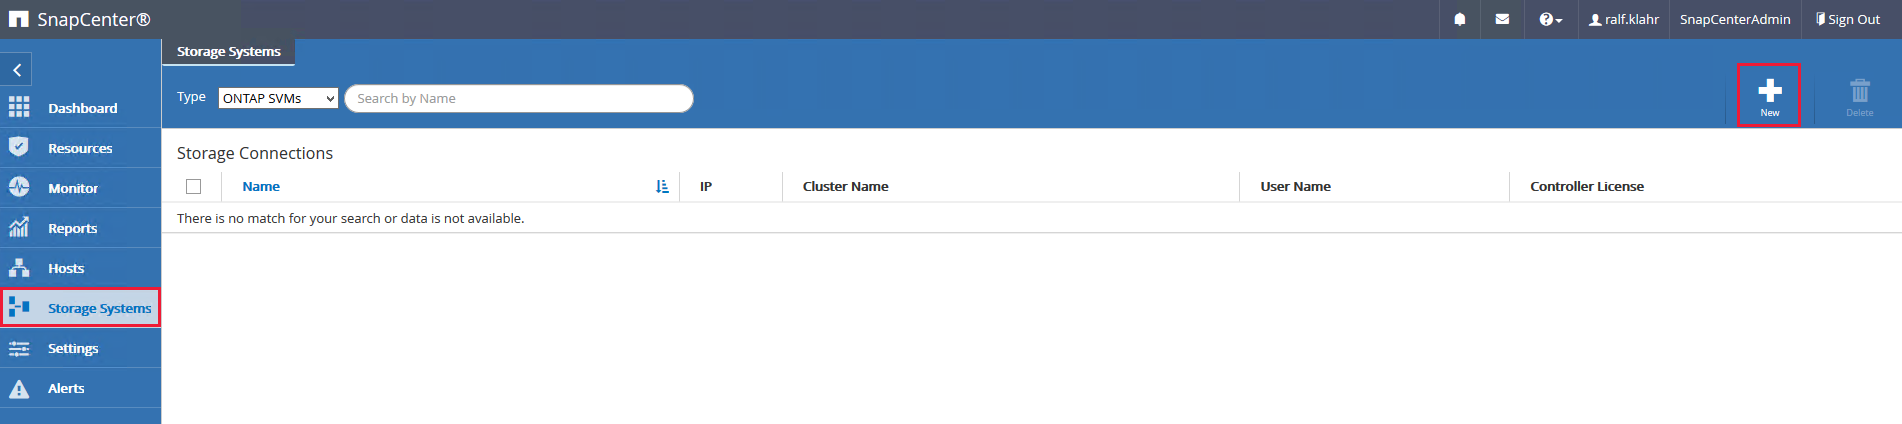 SnapCenter®
ralf.klahr SnapCenterAdmin Sign Out
Storage Systems
Type ONTAP SVMs Search by Name
New Delete
Dashboard
Resources
Monitor
Reports
Hosts
Storage Systems
Settings
Alerts
Storage Connections
Name IP Cluster Name User Name Controller License
There is no match for your search or data is not available.